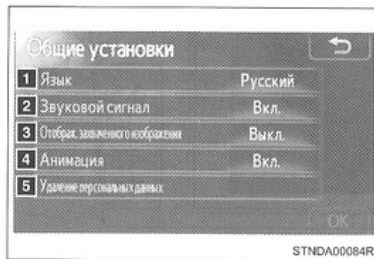 Общие установки
1 Язык Русский
2 Звуковой сигнал Вкл.
3 Отображ. захваченного изображения Выкл.
4 Анимация Вкл.
5 Удаление персональных данных
OK
STNDA00084R